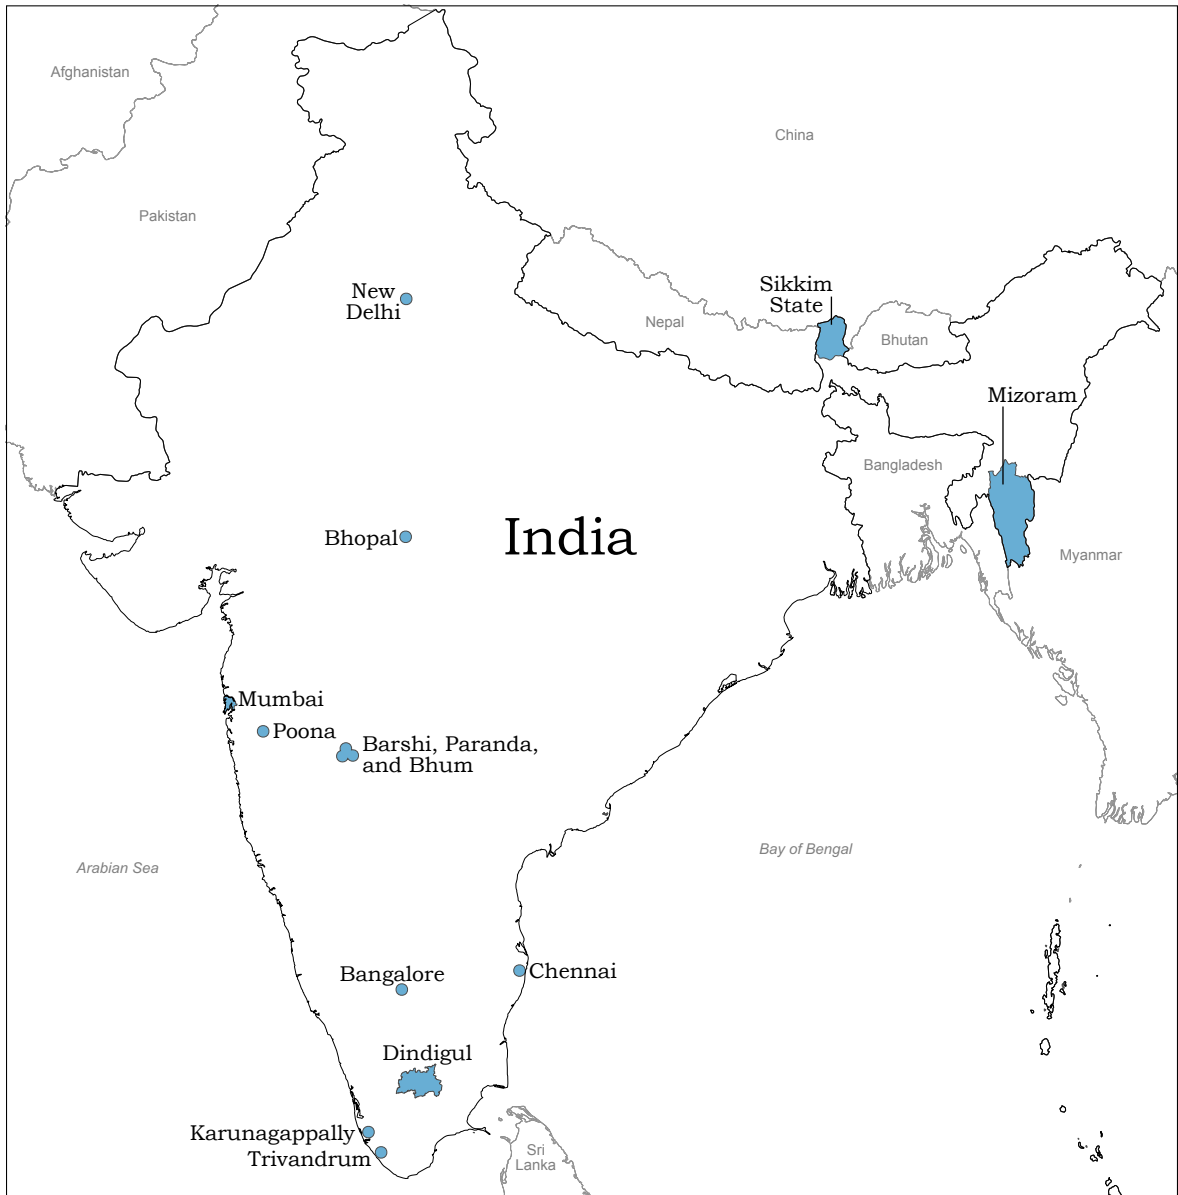 Afghanistan
China
Pakistan
New
Delhi
Sikkim
State
Nepal
Bhutan
Mizoram
Bangladesh
Bhopal
India
Myanmar
Mumbai
Poona
Barshi, Paranda,
and Bhum
Arabian Sea
Bay of Bengal
Bangalore
Chennai
Dindigul
Karunagappally
Trivandrum
Sri
Lanka